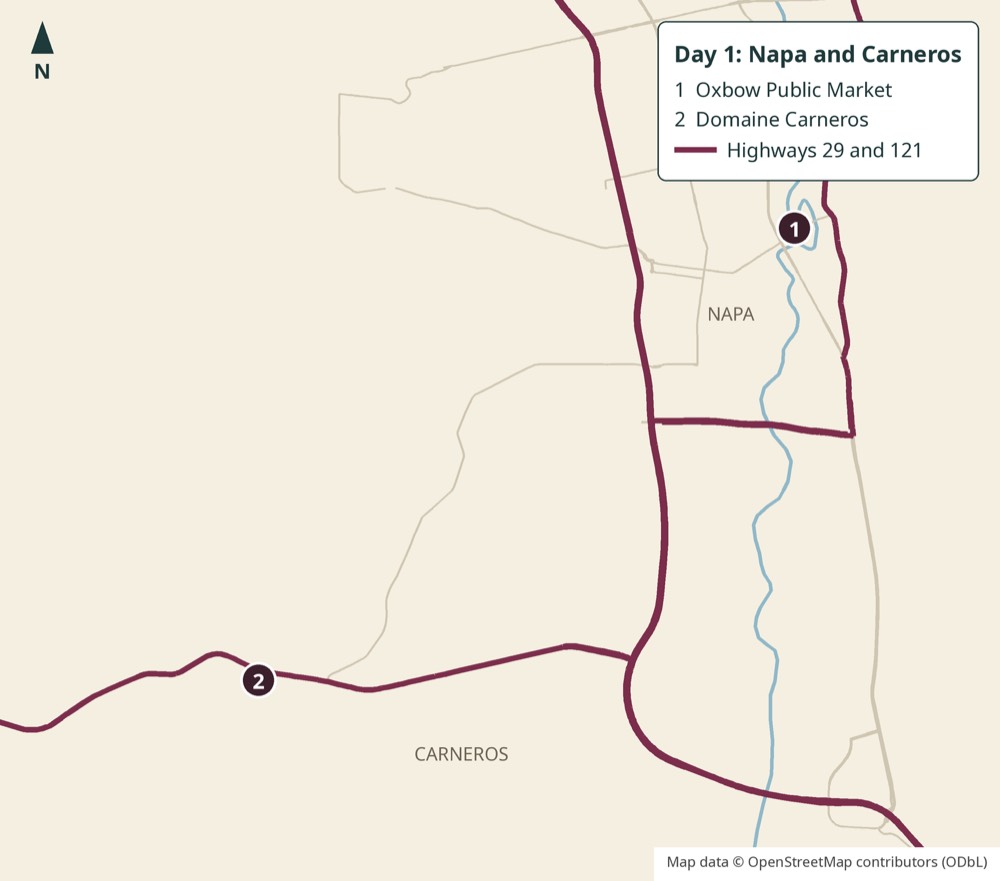 N
Day 1: Napa and Carneros
1 Oxbow Public Market
2 Domaine Carneros
Highways 29 and 121
1
NAPA
2
CARNEROS
Map data © OpenStreetMap contributors (ODbL)